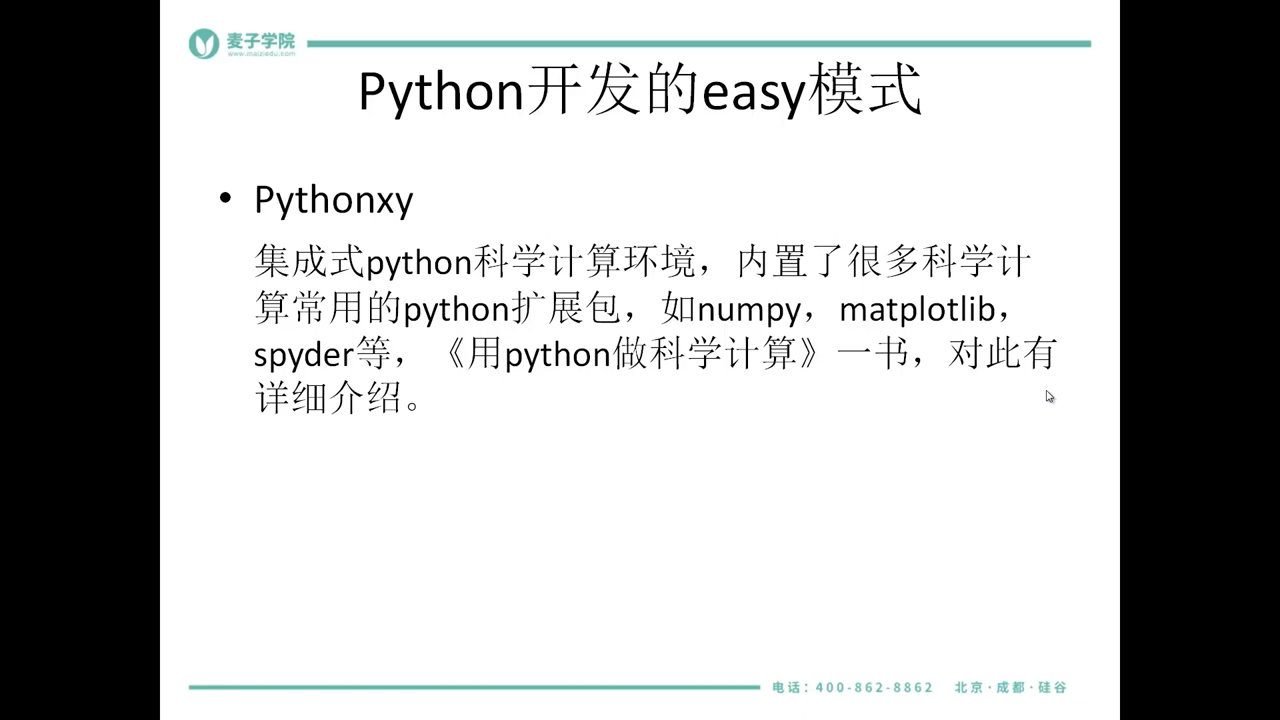 麦子学院
www.maiziedu.com
Python开发的easy模式
• Pythonxy
集成式python科学计算环境，内置了很多科学计
算常用的python扩展包，如numpy，matplotlib，
spyder等，《用python做科学计算》一书，对此有
详细介绍。
电话：400-862-8862 北京·成都·硅谷